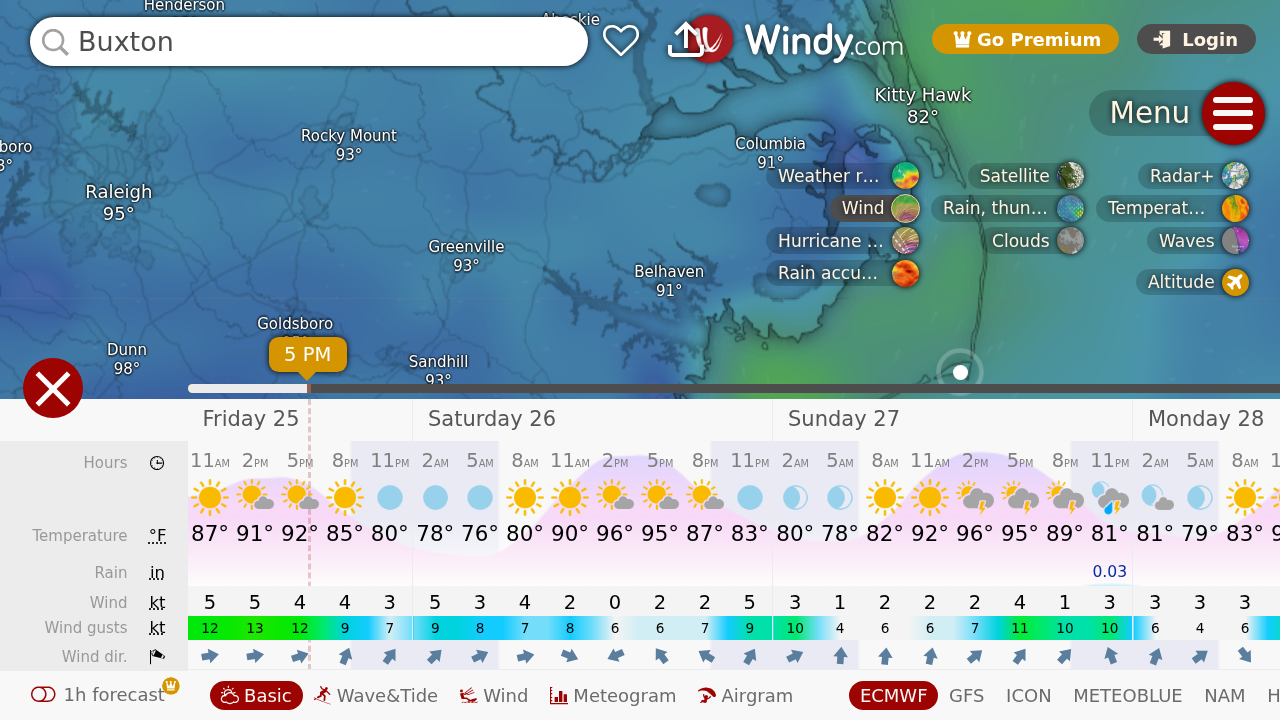 Henderson
Buxton
Windy.com
Go Premium
Login
Menu
Kitty Hawk
82°
Rocky Mount
93°
Columbia
91°
boro
Raleigh
95°
Weather r...
Satellite
Radar+
Wind
Rain, thun...
Temperat...
Hurricane ...
Clouds
Waves
Rain accu...
Altitude
Greenville
93°
Belhaven
91°
Goldsboro
5 PM
Dunn
98°
Sandhill
93°
Friday 25 Saturday 26 Sunday 27 Monday 28
Hours 11AM 2PM 5PM 8PM 11PM 2AM 5AM 8AM 11AM 2PM 5PM 8PM 11PM 2AM 5AM 8AM 11AM 2PM 5PM 8PM 11PM 2AM 5AM 8AM 1
Temperature °F 87° 91° 92° 85° 80° 78° 76° 80° 90° 96° 95° 87° 83° 80° 78° 82° 92° 96° 95° 89° 81° 81° 79° 83° 9
Rain in 0.03
Wind kt 5 5 4 4 3 5 3 4 2 0 2 2 5 3 1 2 2 2 4 1 3 3 3 3
Wind gusts kt 12 13 12 9 7 9 8 7 8 6 6 7 9 10 4 6 6 7 11 10 10 6 4 6
Wind dir.
1h forecast Basic Wave&Tide Wind Meteogram Airgram ECMWF GFS ICON METEOBLUE NAM H